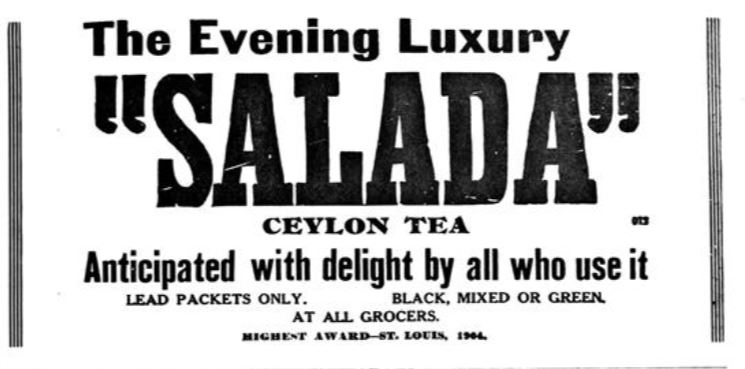 The Evening Luxury
"SALADA"
CEYLON TEA
Anticipated with delight by all who use it
LEAD PACKETS ONLY. BLACK, MIXED OR GREEN.
AT ALL GROCERS.
HIGHEST AWARD—ST. LOUIS, 1904.